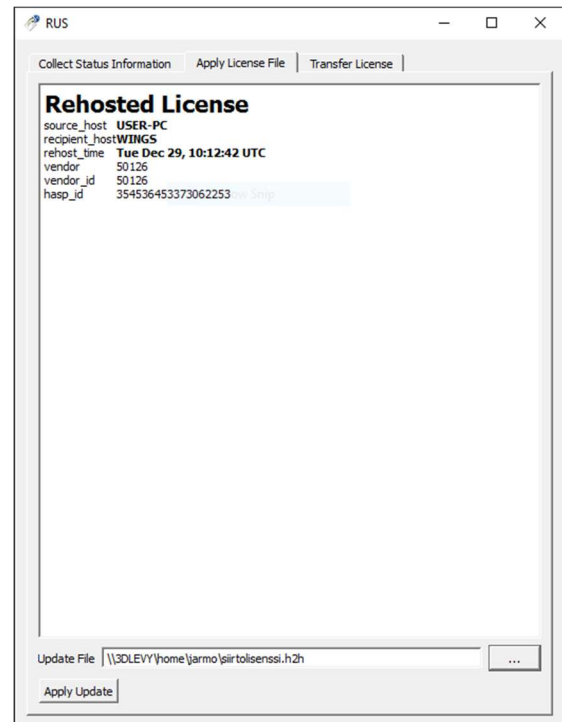 RUS
Collect Status Information Apply License File Transfer License
Rehosted License
source_host USER-PC
recipient_host WINGS
rehost_time Tue Dec 29, 10:12:42 UTC
vendor 50126
vendor_id 50126
hasp_id 354536453373062253
Snip
Update File \\3DLEVY\home\jarmo\siirtolisenssi.h2h ...
Apply Update